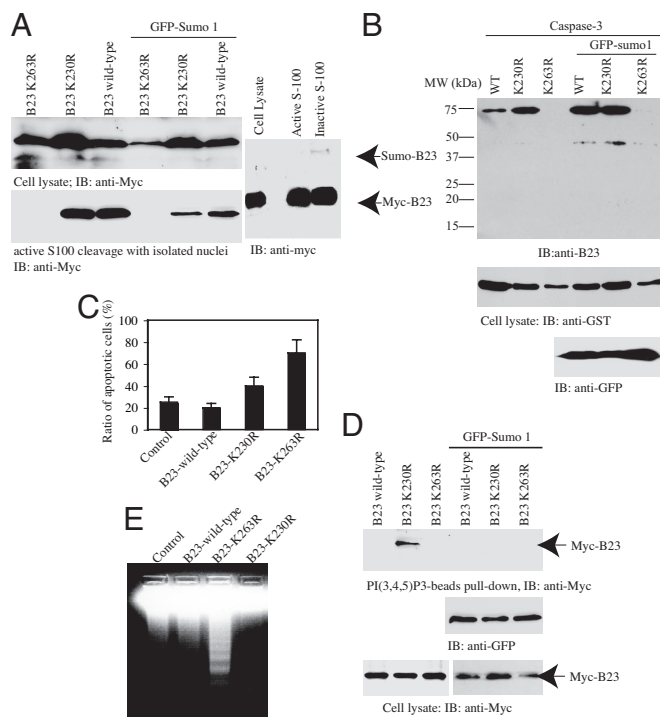 A
GFP-Sumo 1
B23 K263R
B23 K230R
B23 wild-type
B23 K263R
B23 K230R
B23 wild-type
Cell lysate; IB: anti-Myc
active S100 cleavage with isolated nuclei
IB: anti-Myc
Cell Lysate
Active S-100
Inactive S-100
Sumo-B23
Myc-B23
IB: anti-myc
B
Caspase-3
GFP-sumo1
MW (kDa)
WT
K230R
K263R
WT
K230R
K263R
75
50
37
25
20
15
IB:anti-B23
Cell lysate: IB: anti-GST
IB: anti-GFP
C
Ratio of apoptotic cells (%)
100
80
60
40
20
0
Control
B23-wild-type
B23-K230R
B23-K263R
D
GFP-Sumo 1
B23 wild-type
B23 K230R
B23 K263R
B23 wild-type
B23 K230R
B23 K263R
Myc-B23
PI(3,4,5)P3-beads pull-down, IB: anti-Myc
IB: anti-GFP
Myc-B23
Cell lysate: IB: anti-Myc
E
Control
B23-wild-type
B23-K263R
B23-K230R